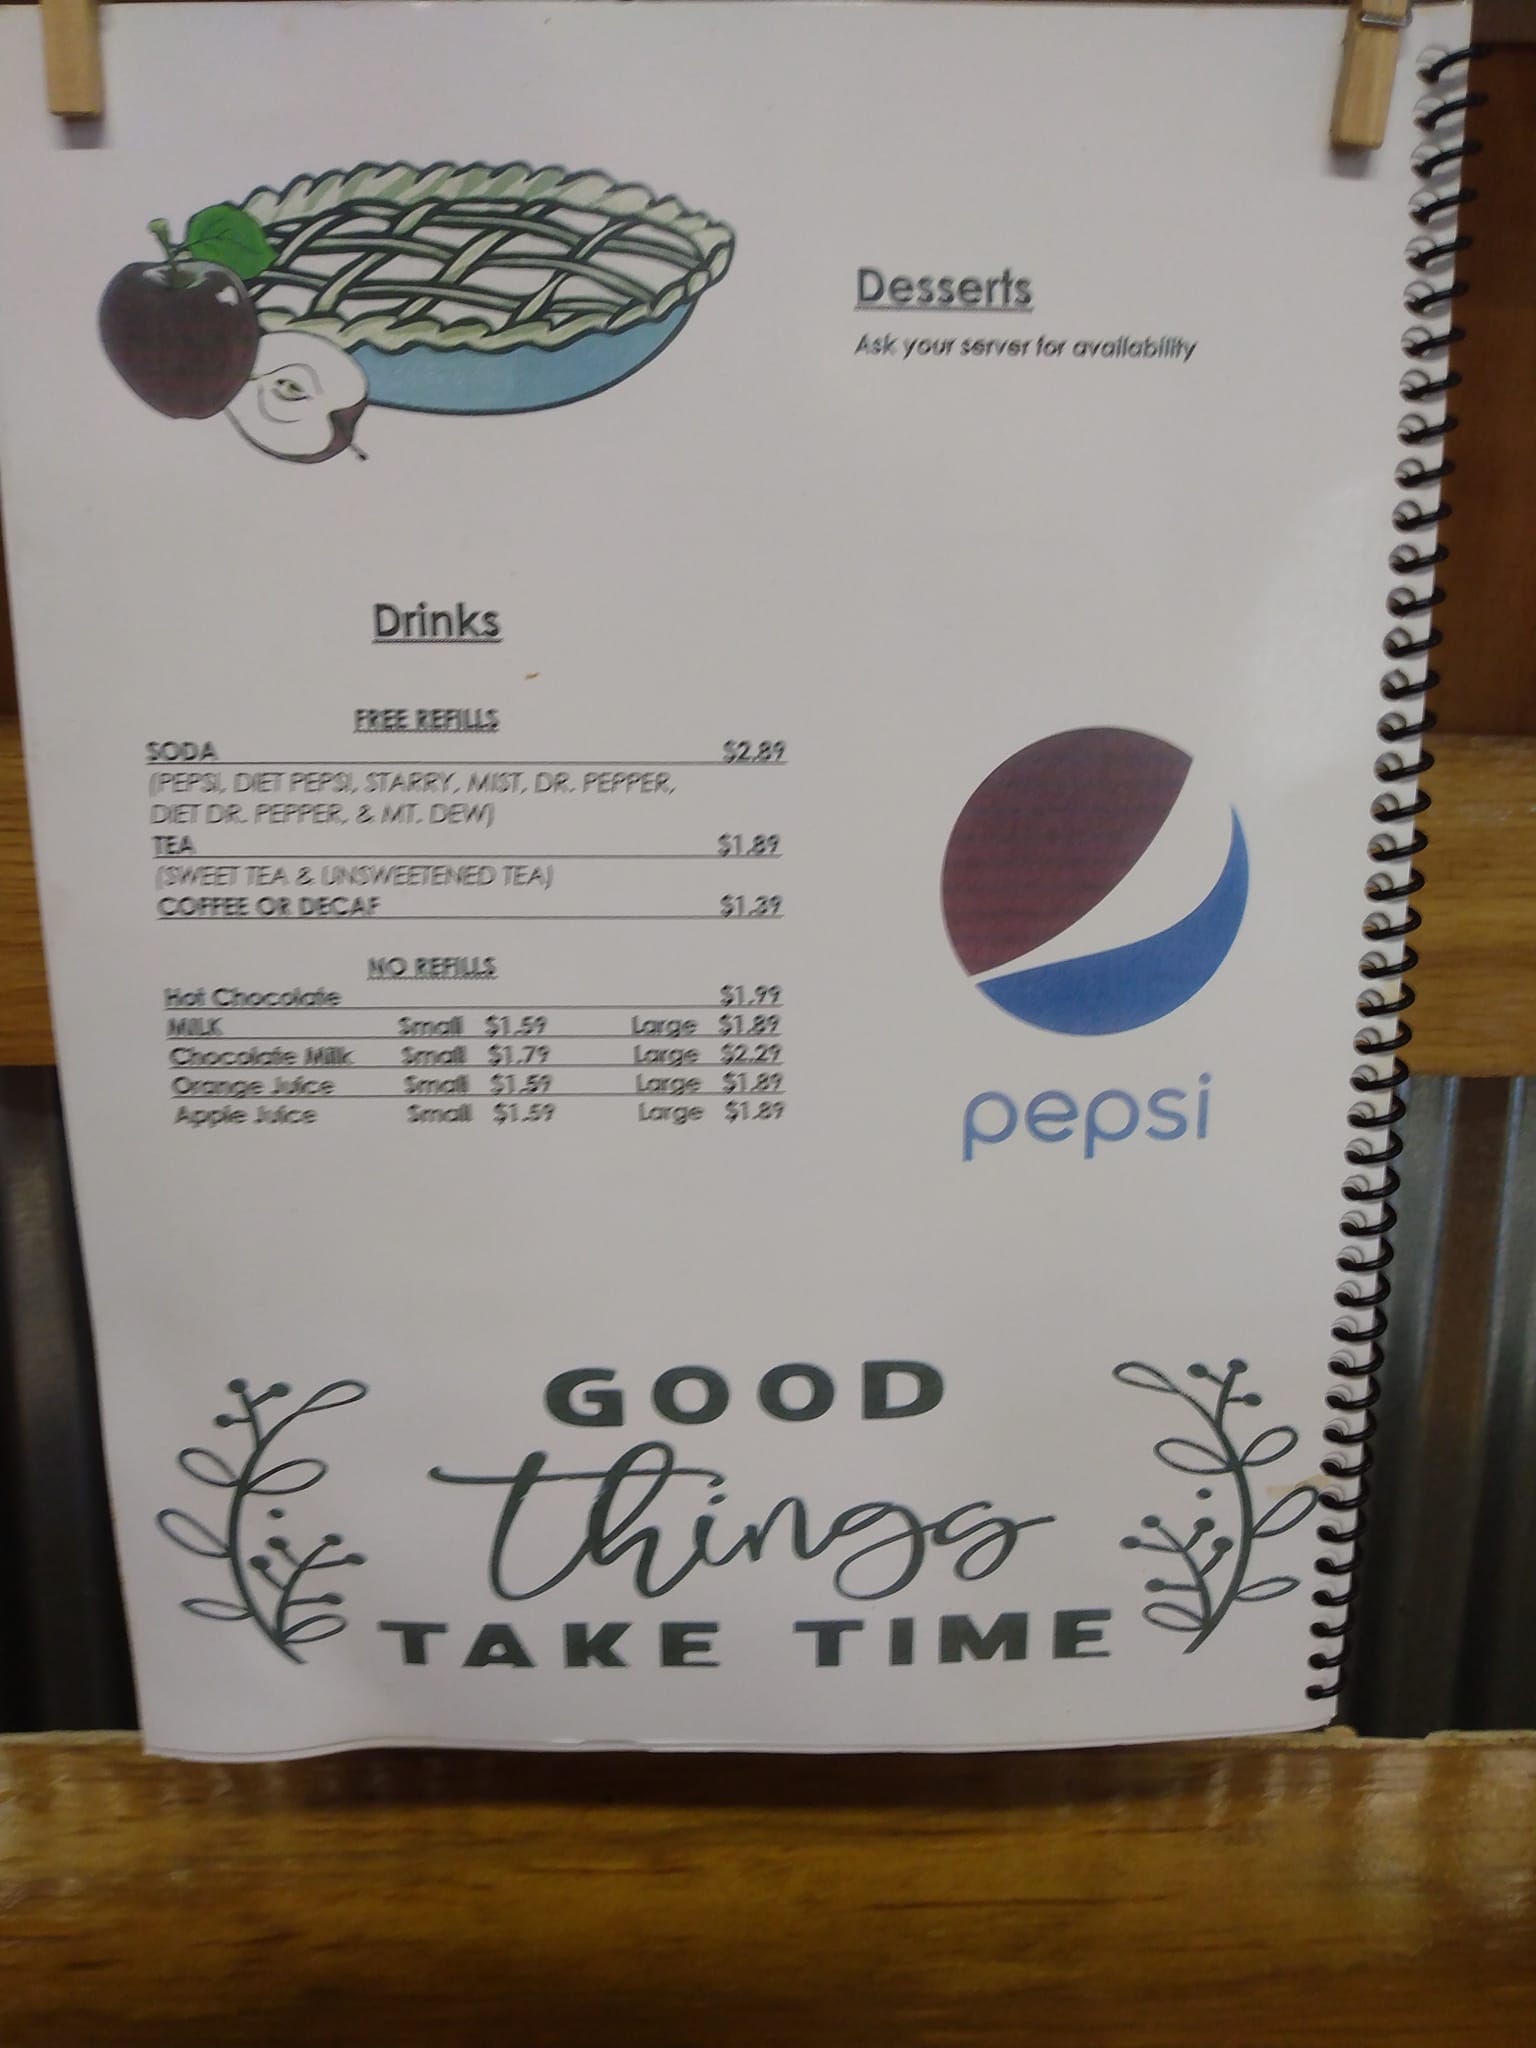 Desserts
Ask your server for availability
Drinks
FREE REFILLS
SODA $2.89
(PEPSI, DIET PEPSI, STARRY, MIST, DR. PEPPER,
DIET DR. PEPPER, & MT. DEW)
TEA $1.89
(SWEET TEA & UNSWEETENED TEA)
COFFEE OR DECAF $1.39
NO REFILLS
Hot Chocolate $1.99
MILK Small $1.59 Large $1.89
Chocolate Milk Small $1.79 Large $2.29
Orange Juice Small $1.59 Large $1.89
Apple Juice Small $1.59 Large $1.89
pepsi
GOOD
things
TAKE TIME